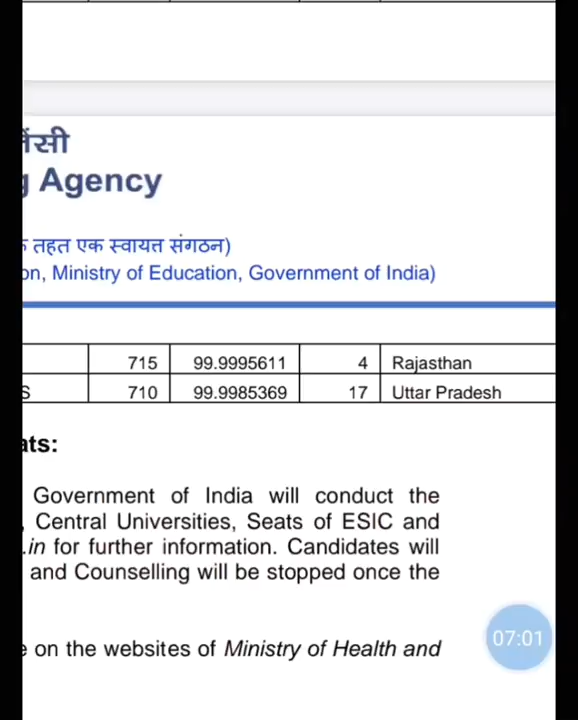 Agency
तहत एक स्वायत्त संगठन)
Ministry of Education, Government of India)
715 99.9995611 4 Rajasthan
710 99.9985369 17 Uttar Pradesh
Government of India will conduct the
, Central Universities, Seats of ESIC and
.in for further information. Candidates will
and Counselling will be stopped once the
on the websites of Ministry of Health and
07:01